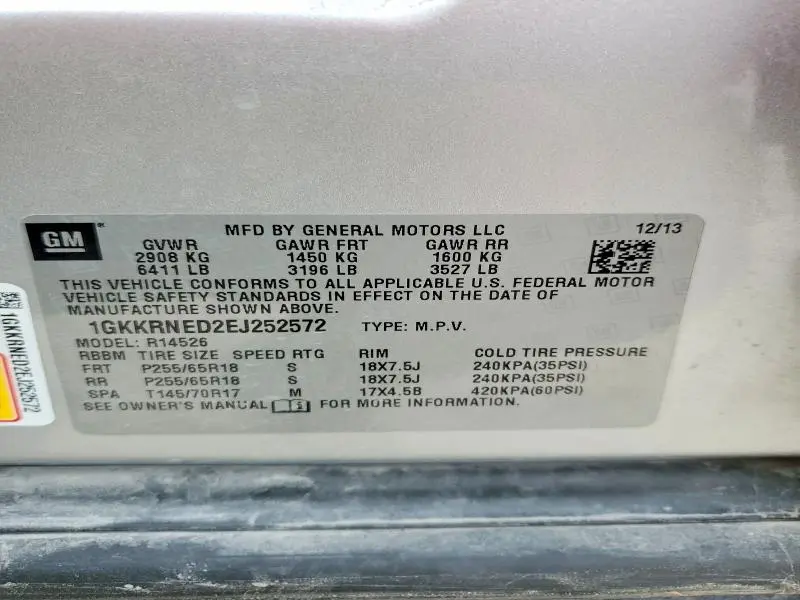 GM
MFD BY GENERAL MOTORS LLC 12/13
GVWR GAWR FRT GAWR RR
2908 KG 1450 KG 1600 KG
6411 LB 3196 LB 3527 LB
THIS VEHICLE CONFORMS TO ALL APPLICABLE U.S. FEDERAL MOTOR
VEHICLE SAFETY STANDARDS IN EFFECT ON THE DATE OF
MANUFACTURE SHOWN ABOVE.
1GKKRNED2EJ252572 TYPE: M.P.V.
MODEL: R14526
RBBM TIRE SIZE SPEED RTG RIM COLD TIRE PRESSURE
FRT P255/65R18 S 18X7.5J 240KPA(35PSI)
RR P255/65R18 S 18X7.5J 240KPA(35PSI)
SPA T145/70R17 M 17X4.5B 420KPA(60PSI)
SEE OWNER'S MANUAL FOR MORE INFORMATION.
1GKKRNED2EJ252572